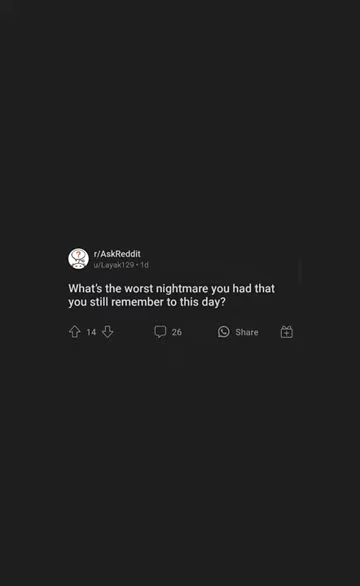 r/AskReddit
u/Layak129 • 1d
What's the worst nightmare you had that
you still remember to this day?
14 26 Share